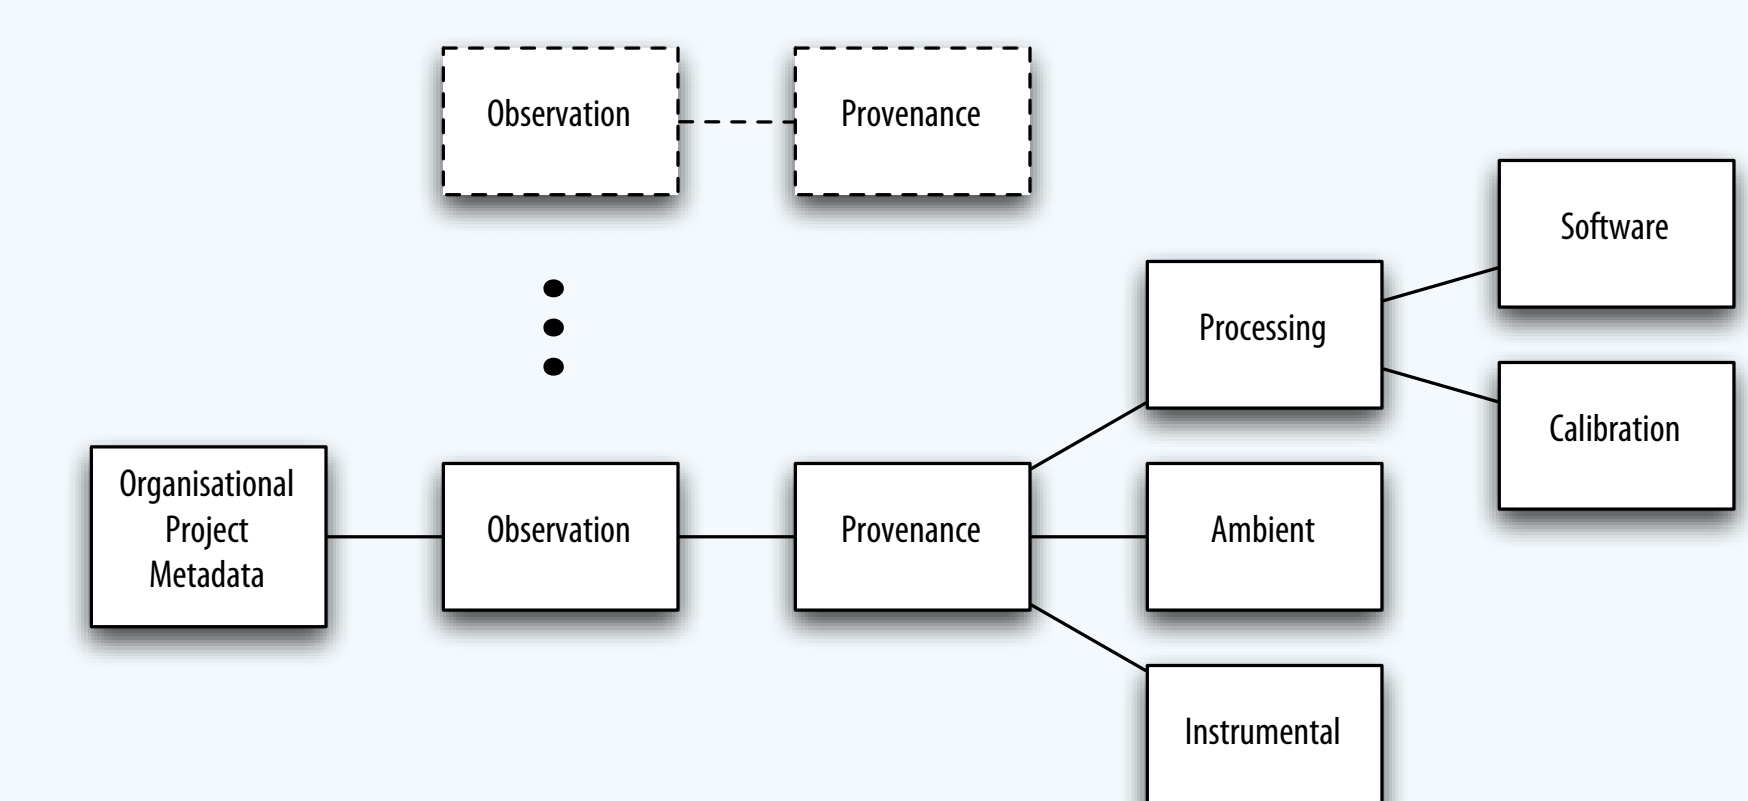 Observation
Provenance
Software
Processing
Calibration
Organisational
Project
Metadata
Observation
Provenance
Ambient
Instrumental